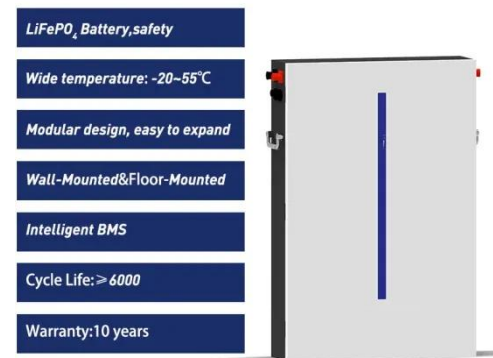 LiFePO₄ Battery,safety
Wide temperature: -20~55℃
Modular design, easy to expand
Wall-Mounted&Floor-Mounted
Intelligent BMS
Cycle Life:≥6000
Warranty:10 years